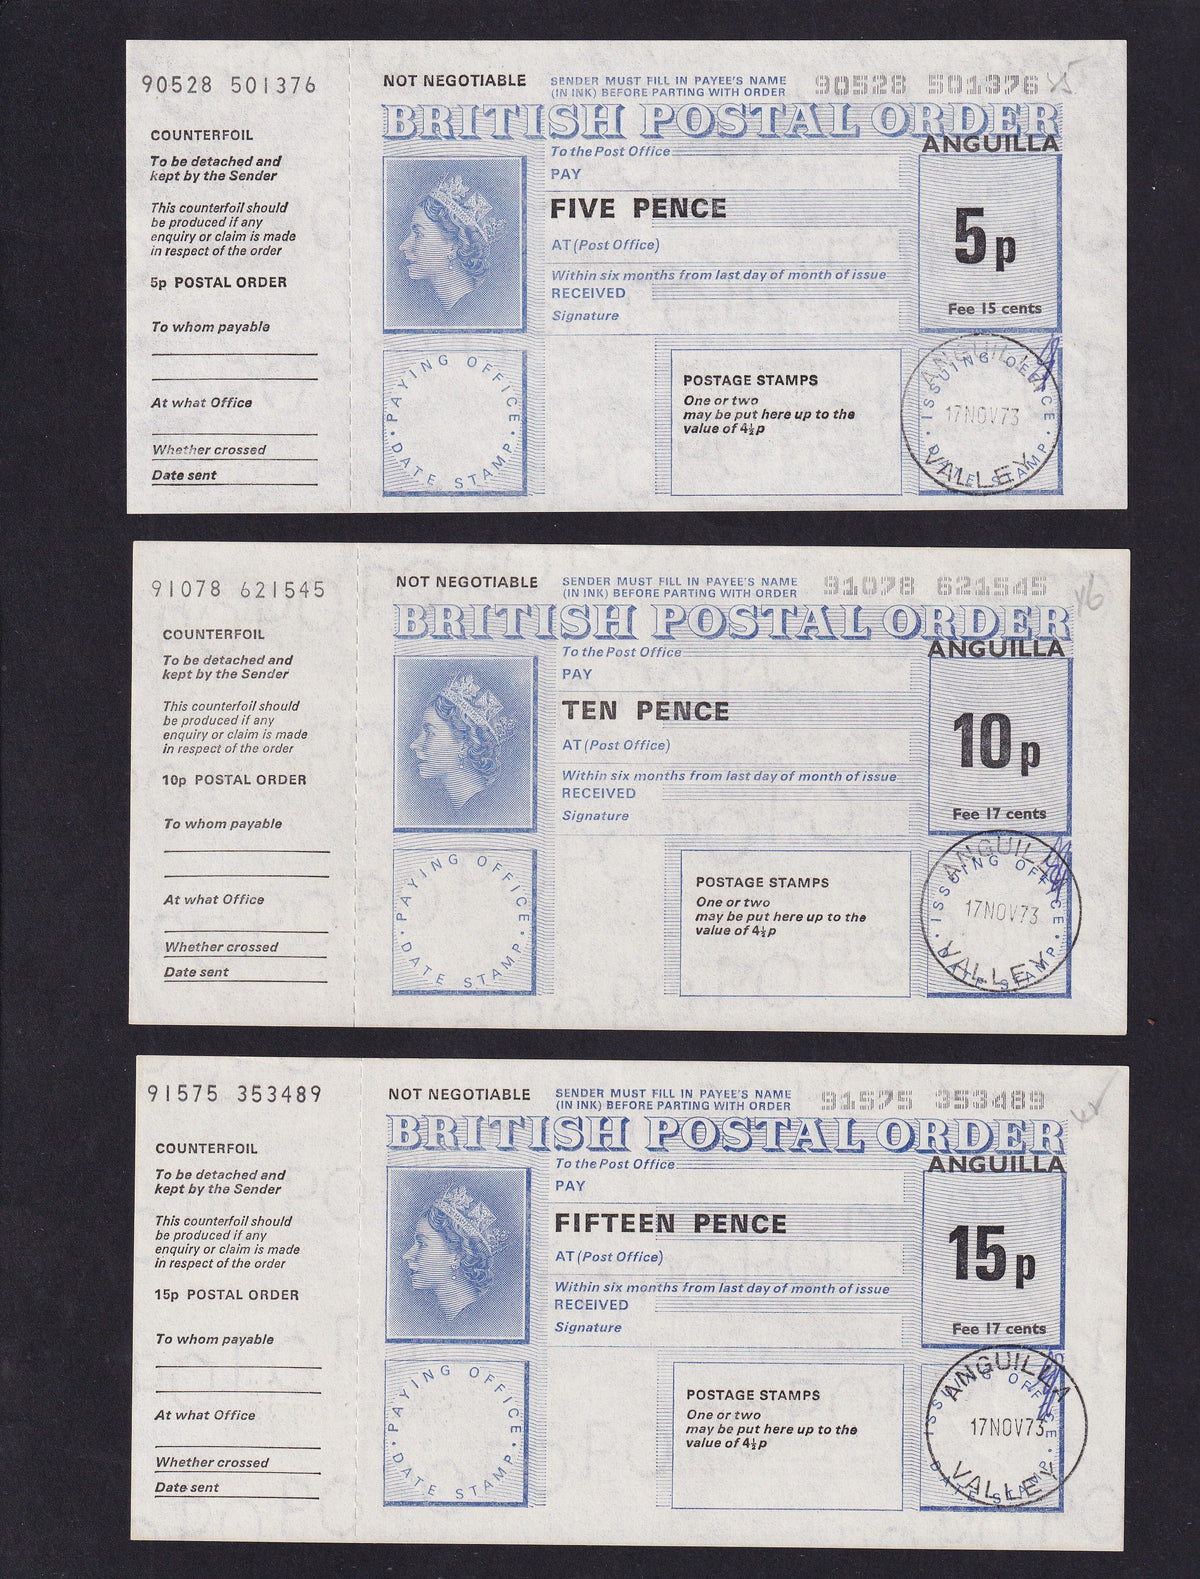 90528 501376
COUNTERFOIL
To be detached and
kept by the Sender
This counterfoil should
be produced if any
enquiry or claim is made
in respect of the order
5p POSTAL ORDER
To whom payable
At what Office
Whether crossed
Date sent
NOT NEGOTIABLE
SENDER MUST FILL IN PAYEE'S NAME
(IN INK) BEFORE PARTING WITH ORDER
90528 501376
BRITISH POSTAL ORDER
ANGUILLA
To the Post Office
PAY
FIVE PENCE
5p
AT (Post Office)
Within six months from last day of month of issue
RECEIVED
Signature
Fee 15 cents
PAYING OFFICE
DATE STAMP
POSTAGE STAMPS
One or two
may be put here up to the
value of 4½p
ISSUING OFFICE
DATE STAMP
ANGUILLA
17 NOV 73
VALLEY
91078 621545
COUNTERFOIL
To be detached and
kept by the Sender
This counterfoil should
be produced if any
enquiry or claim is made
in respect of the order
10p POSTAL ORDER
To whom payable
At what Office
Whether crossed
Date sent
NOT NEGOTIABLE
SENDER MUST FILL IN PAYEE'S NAME
(IN INK) BEFORE PARTING WITH ORDER
91078 621545
BRITISH POSTAL ORDER
ANGUILLA
To the Post Office
PAY
TEN PENCE
10p
AT (Post Office)
Within six months from last day of month of issue
RECEIVED
Signature
Fee 17 cents
PAYING OFFICE
DATE STAMP
POSTAGE STAMPS
One or two
may be put here up to the
value of 4½p
ISSUING OFFICE
DATE STAMP
ANGUILLA
17 NOV 73
VALLEY
91575 353489
COUNTERFOIL
To be detached and
kept by the Sender
This counterfoil should
be produced if any
enquiry or claim is made
in respect of the order
15p POSTAL ORDER
To whom payable
At what Office
Whether crossed
Date sent
NOT NEGOTIABLE
SENDER MUST FILL IN PAYEE'S NAME
(IN INK) BEFORE PARTING WITH ORDER
91575 353489
BRITISH POSTAL ORDER
ANGUILLA
To the Post Office
PAY
FIFTEEN PENCE
15p
AT (Post Office)
Within six months from last day of month of issue
RECEIVED
Signature
Fee 17 cents
PAYING OFFICE
DATE STAMP
POSTAGE STAMPS
One or two
may be put here up to the
value of 4½p
ISSUING OFFICE
DATE STAMP
ANGUILLA
17 NOV 73
VALLEY